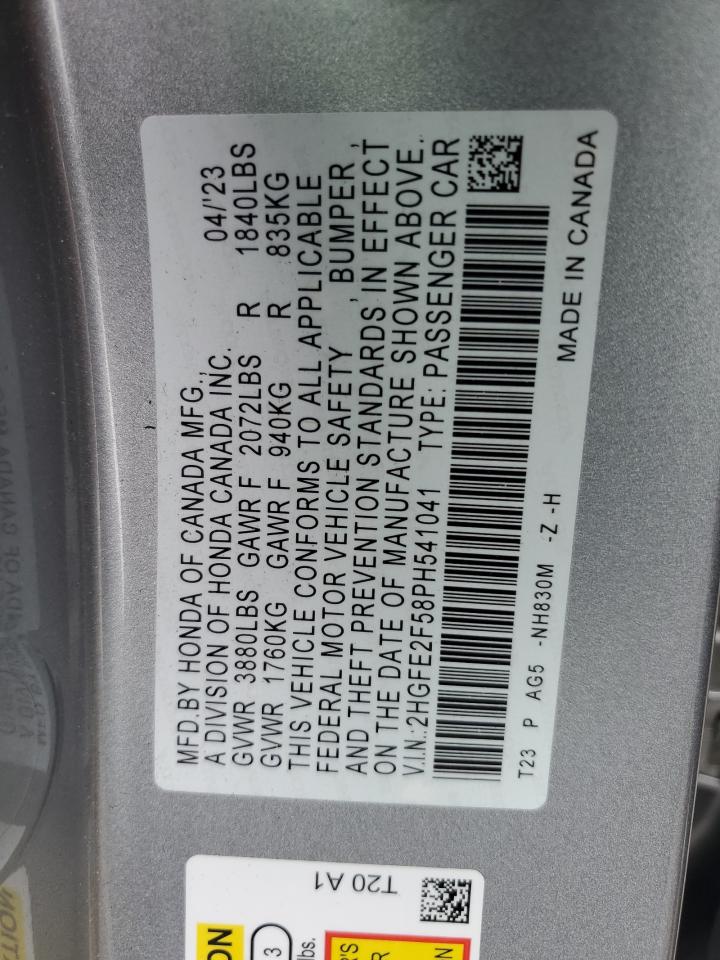 MFD.BY HONDA OF CANADA MFG.,
A DIVISION OF HONDA CANADA INC. 04/'23
GVWR 3880LBS GAWR F 2072LBS R 1840LBS
GVWR 1760KG GAWR F 940KG R 835KG
THIS VEHICLE CONFORMS TO ALL APPLICABLE
FEDERAL MOTOR VEHICLE SAFETY, BUMPER,
AND THEFT PREVENTION STANDARDS IN EFFECT
ON THE DATE OF MANUFACTURE SHOWN ABOVE.
V.I.N.:2HGFE2F58PH541041 TYPE: PASSENGER CAR
T23 P AG5 -NH830M -Z -H
MADE IN CANADA
T20 A1
ON
3
lbs.
R'S
R
N